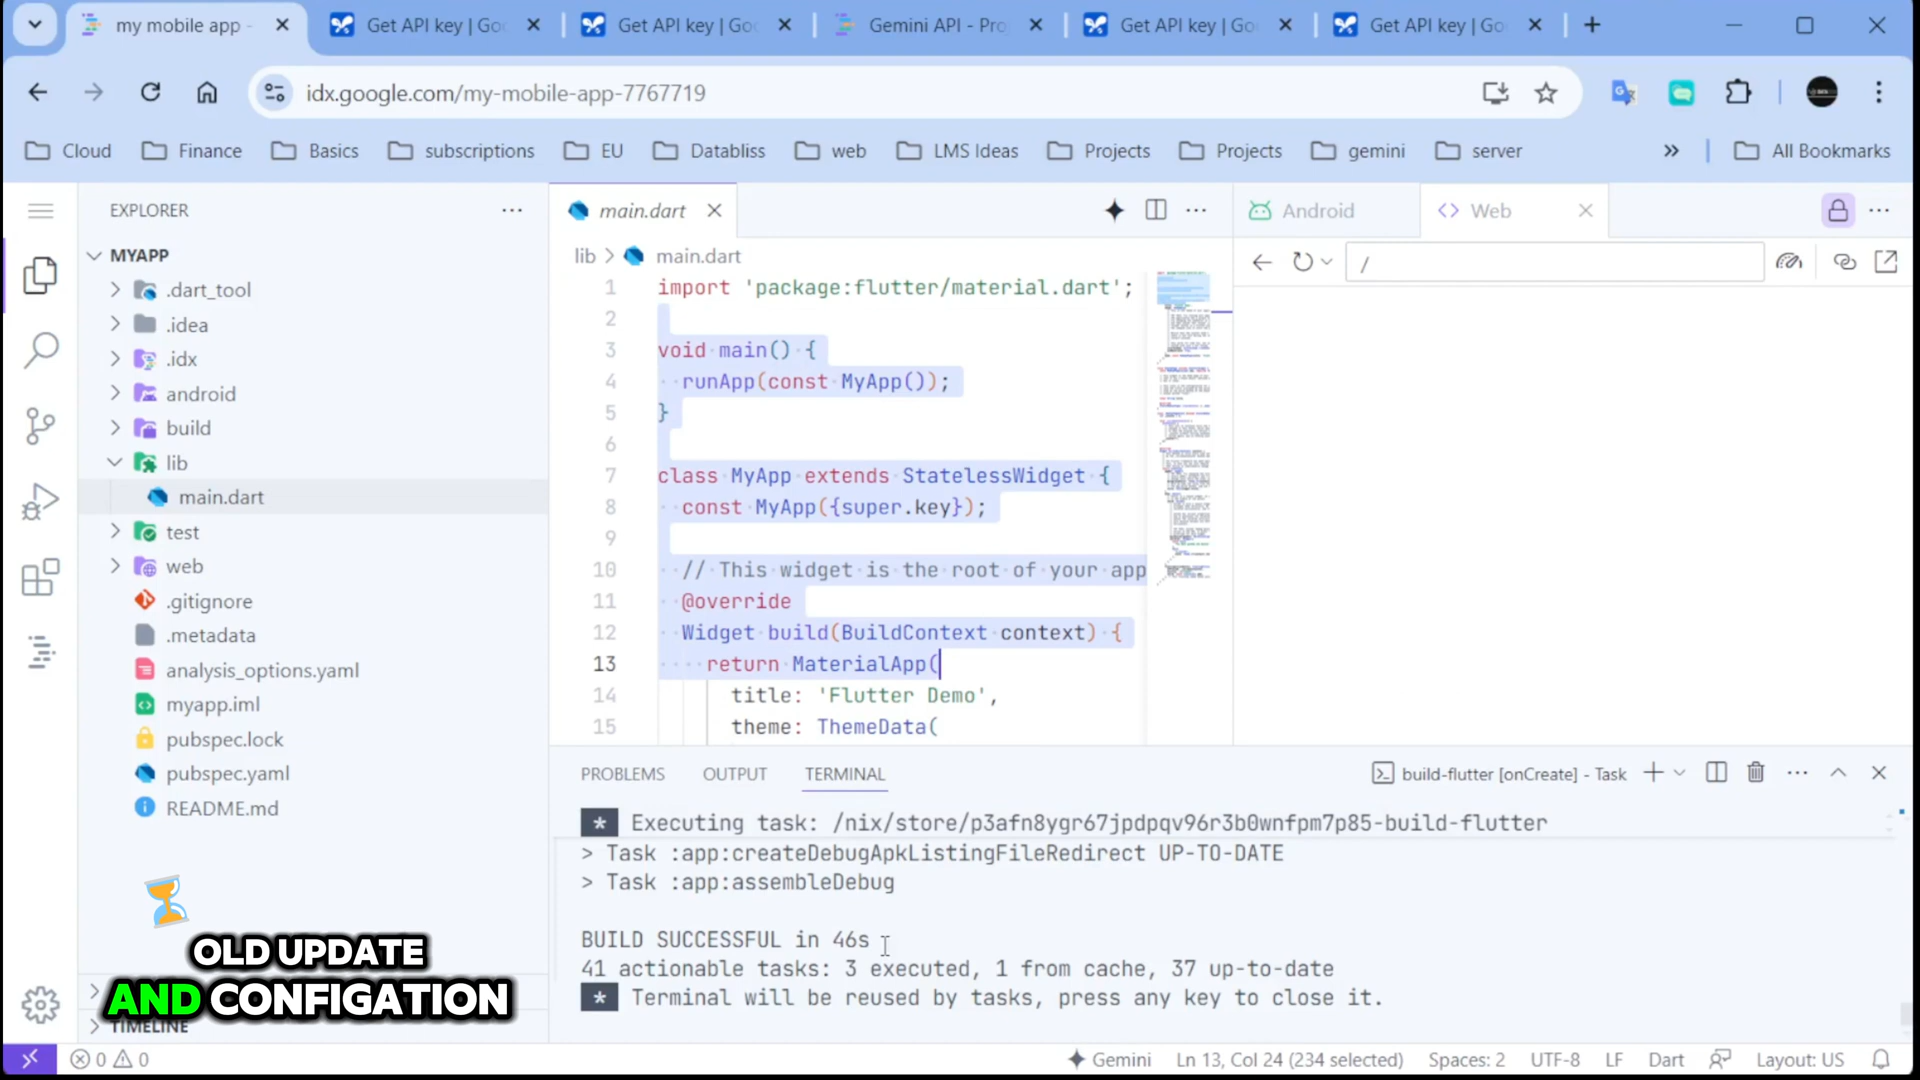 my mobile app -
Get API key | Goo
Get API key | Goo
Gemini API - Pro
Get API key | Goo
Get API key | Goo
idx.google.com/my-mobile-app-7767719
Cloud
Finance
Basics
subscriptions
EU
Databliss
web
LMS Ideas
Projects
Projects
gemini
server
All Bookmarks
EXPLORER
MYAPP
.dart_tool
.idea
.idx
android
build
lib
main.dart
test
web
.gitignore
.metadata
analysis_options.yaml
myapp.iml
pubspec.lock
pubspec.yaml
README.md
TIMELINE
OLD UPDATE
AND CONFIGATION
main.dart
lib > main.dart
1 import 'package:flutter/material.dart';
2
3 void main() {
4 runApp(const MyApp());
5 }
6
7 class MyApp extends StatelessWidget {
8 const MyApp({super.key});
9
10 // This widget is the root of your app
11 @override
12 Widget build(BuildContext context) {
13 return MaterialApp(
14 title: 'Flutter Demo',
15 theme: ThemeData(
Android
Web
/
PROBLEMS
OUTPUT
TERMINAL
build-flutter [onCreate] - Task
* Executing task: /nix/store/p3afn8ygr67jpdpqv96r3b0wnfpm7p85-build-flutter
> Task :app:createDebugApkListingFileRedirect UP-TO-DATE
> Task :app:assembleDebug
BUILD SUCCESSFUL in 46s
41 actionable tasks: 3 executed, 1 from cache, 37 up-to-date
* Terminal will be reused by tasks, press any key to close it.
0 0
Gemini
Ln 13, Col 24 (234 selected)
Spaces: 2
UTF-8
LF
Dart
Layout: US